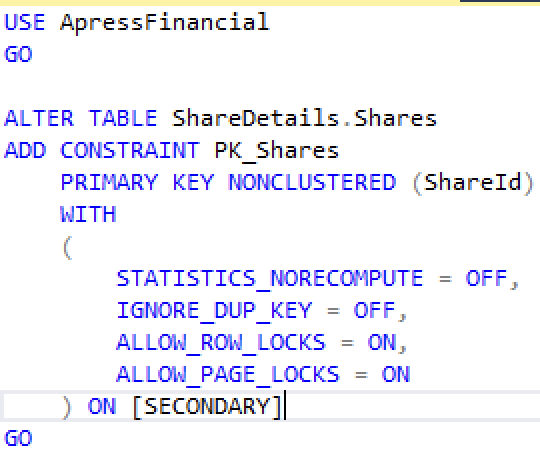 USE ApressFinancial
GO
ALTER TABLE ShareDetails.Shares
ADD CONSTRAINT PK_Shares
PRIMARY KEY NONCLUSTERED (ShareId)
WITH
(
STATISTICS_NORECOMPUTE = OFF,
IGNORE_DUP_KEY = OFF,
ALLOW_ROW_LOCKS = ON,
ALLOW_PAGE_LOCKS = ON
) ON [SECONDARY]
GO